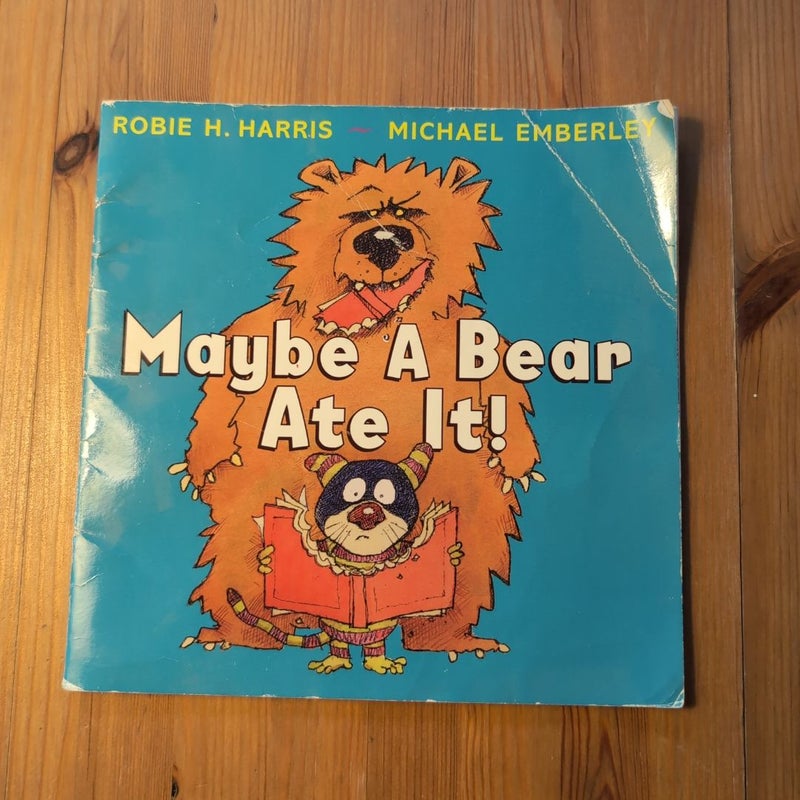 ROBIE H. HARRIS ~ MICHAEL EMBERLEY
Maybe A Bear
Ate It!